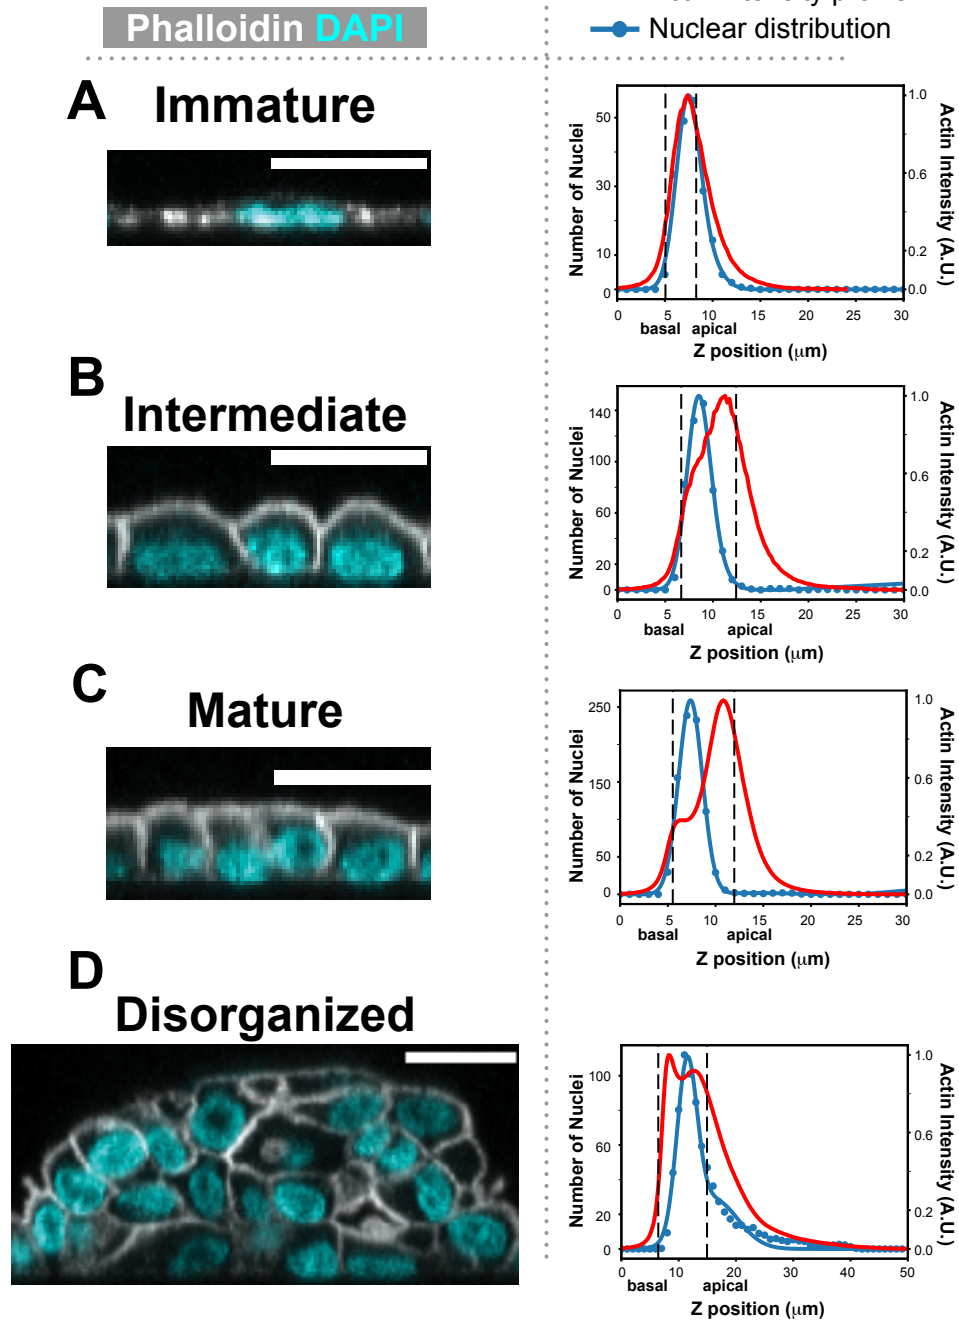 Phalloidin DAPI
Nuclear distribution
A Immature
Number of Nuclei
50
30
10
0
1.0
0.6
0.2
0.0
Actin Intensity (A.U.)
0 5 10 15 20 25 30
basal apical
Z position (μm)
B Intermediate
Number of Nuclei
140
100
60
20
0
1.0
0.6
0.2
0.0
Actin Intensity (A.U.)
0 5 10 15 20 25 30
basal apical
Z position (μm)
C Mature
Number of Nuclei
250
150
50
0
1.0
0.6
0.2
0.0
Actin Intensity (A.U.)
0 5 10 15 20 25 30
basal apical
Z position (μm)
D Disorganized
Number of Nuclei
100
60
20
0
1.0
0.6
0.2
0.0
Actin Intensity (A.U.)
0 10 20 30 40 50
basal apical
Z position (μm)